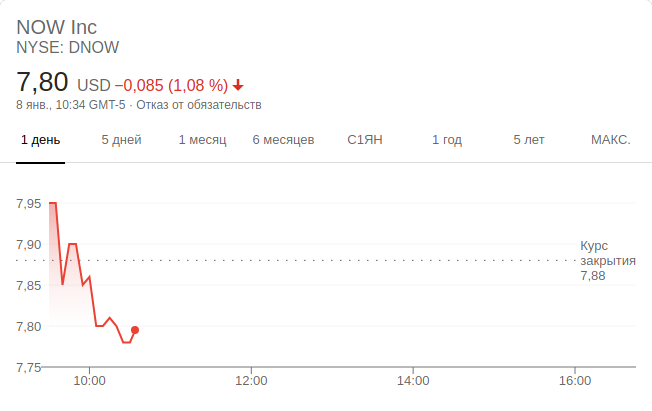 NOW Inc
NYSE: DNOW
7,80 USD −0,085 (1,08 %)
8 янв., 10:34 GMT-5 · Отказ от обязательств
1 день 5 дней 1 месяц 6 месяцев С1ЯН 1 год 5 лет МАКС.
7,95
7,90
7,85
7,80
7,75
Курс
закрытия
7,88
10:00 12:00 14:00 16:00